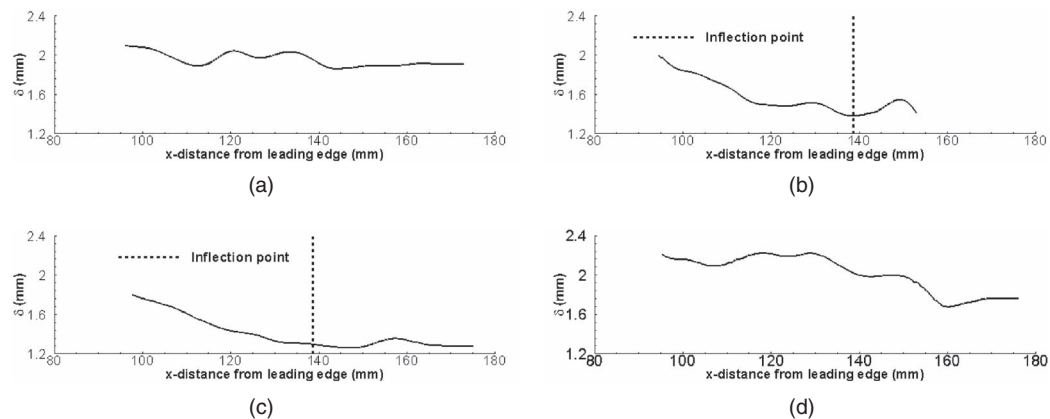 2.4
2
1.6
1.2
δ (mm)
80 100 120 140 160 180
x-distance from leading edge (mm)
(a)
2.4
2
1.6
1.2
δ (mm)
Inflection point
80 100 120 140 160 180
x-distance from leading edge (mm)
(b)
2.4
2
1.6
1.2
δ (mm)
Inflection point
80 100 120 140 160 180
x-distance from leading edge (mm)
(c)
2.4
2
1.6
1.2
δ (mm)
80 100 120 140 160 180
x-distance from leading edge (mm)
(d)